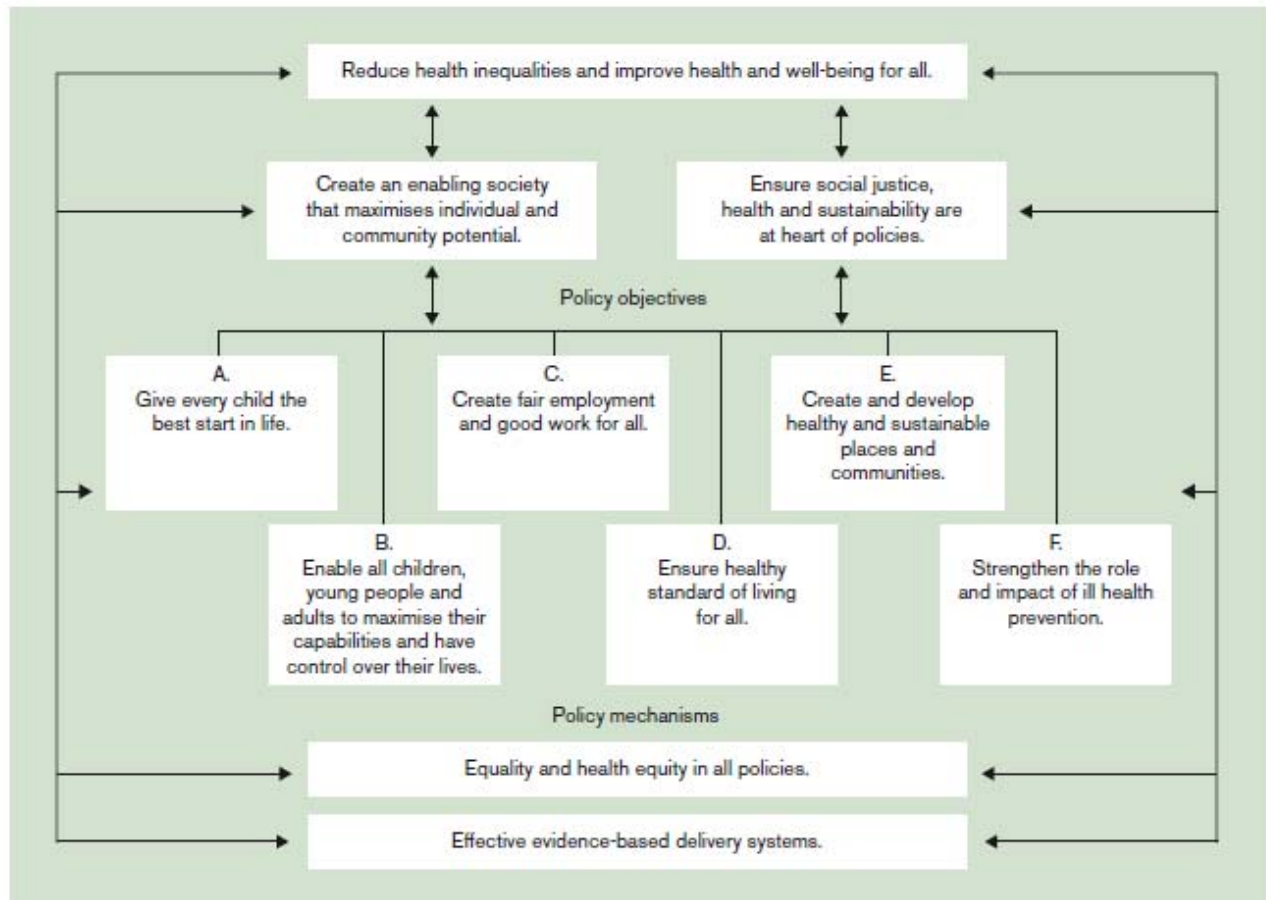 Reduce health inequalities and improve health and well-being for all.
Create an enabling society
that maximises individual and
community potential.
Ensure social justice,
health and sustainability are
at heart of policies.
Policy objectives
A.
Give every child the
best start in life.
C.
Create fair employment
and good work for all.
E.
Create and develop
healthy and sustainable
places and
communities.
B.
Enable all children,
young people and
adults to maximise their
capabilities and have
control over their lives.
D.
Ensure healthy
standard of living
for all.
F.
Strengthen the role
and impact of ill health
prevention.
Policy mechanisms
Equality and health equity in all policies.
Effective evidence-based delivery systems.